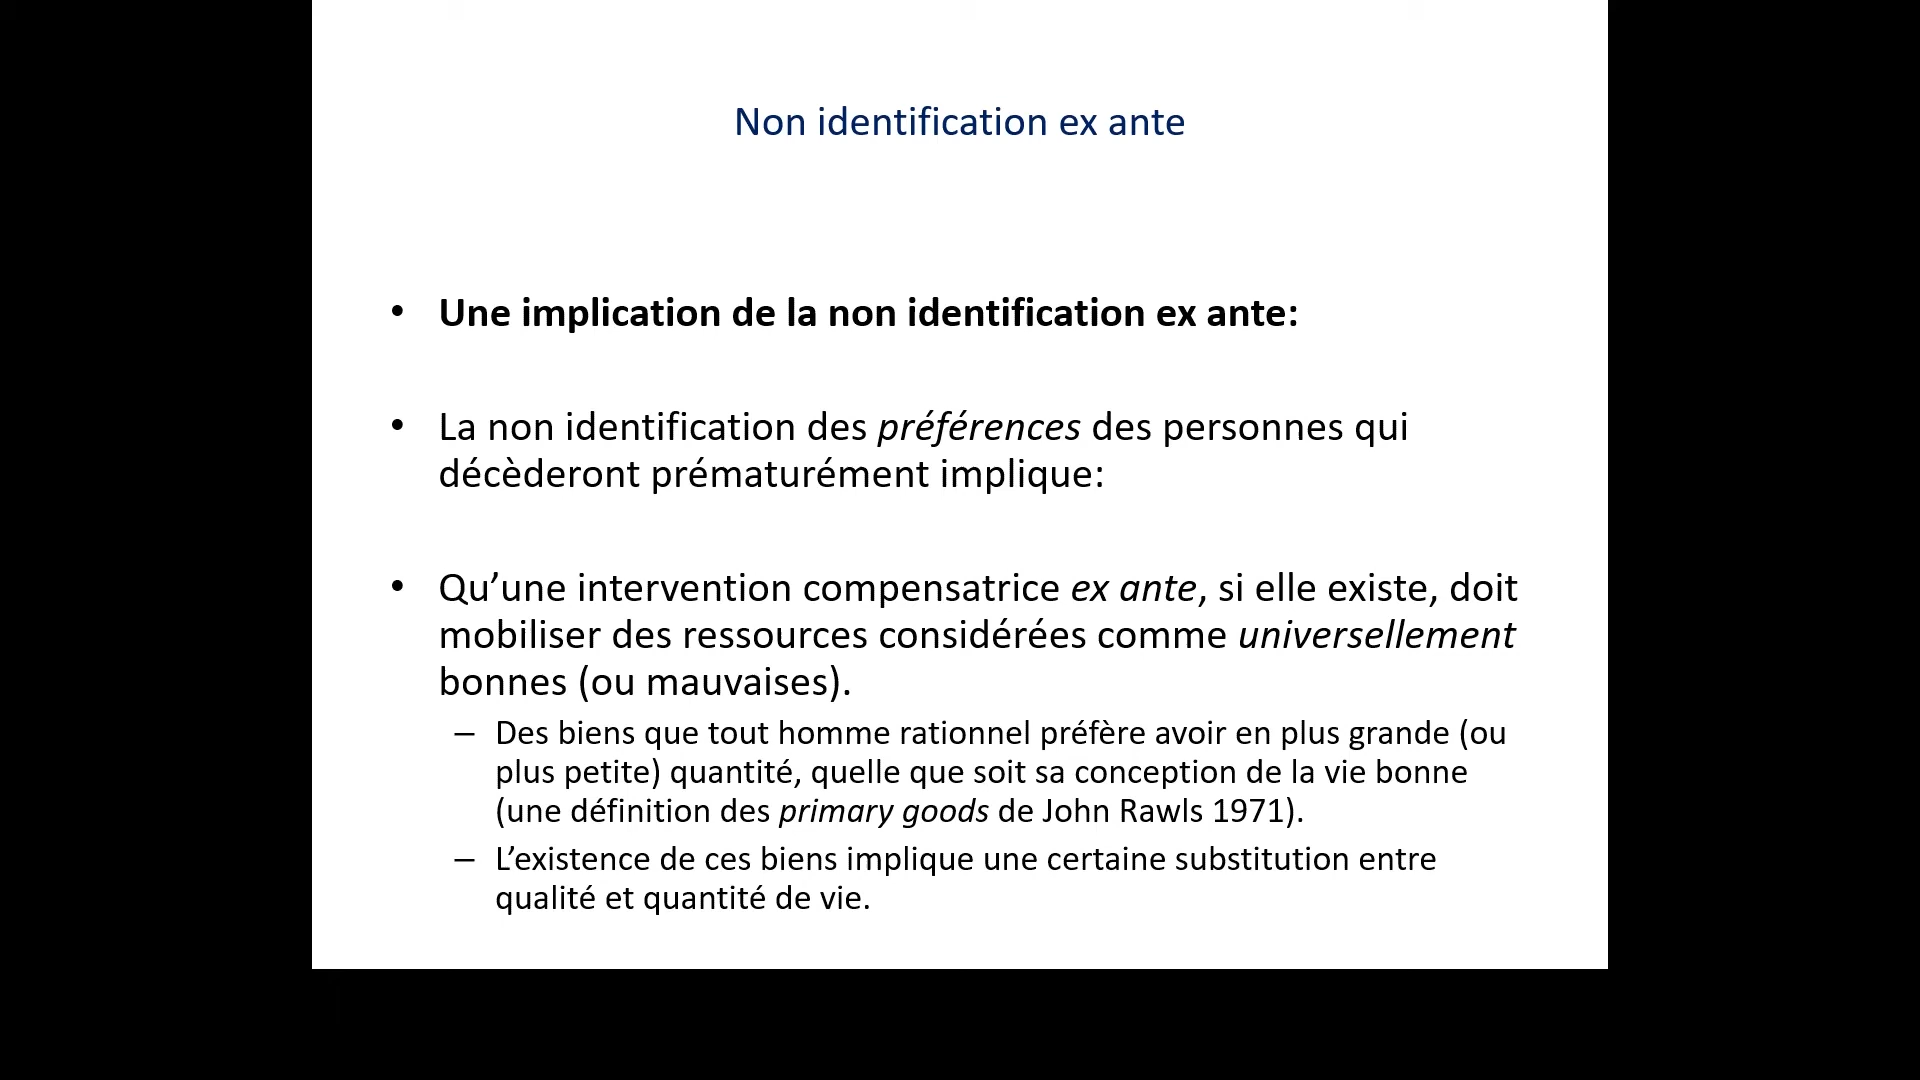 Non identification ex ante
• Une implication de la non identification ex ante:
• La non identification des préférences des personnes qui
décèderont prématurément implique:
• Qu’une intervention compensatrice ex ante, si elle existe, doit
mobiliser des ressources considérées comme universellement
bonnes (ou mauvaises).
– Des biens que tout homme rationnel préfère avoir en plus grande (ou
plus petite) quantité, quelle que soit sa conception de la vie bonne
(une définition des primary goods de John Rawls 1971).
– L’existence de ces biens implique une certaine substitution entre
qualité et quantité de vie.